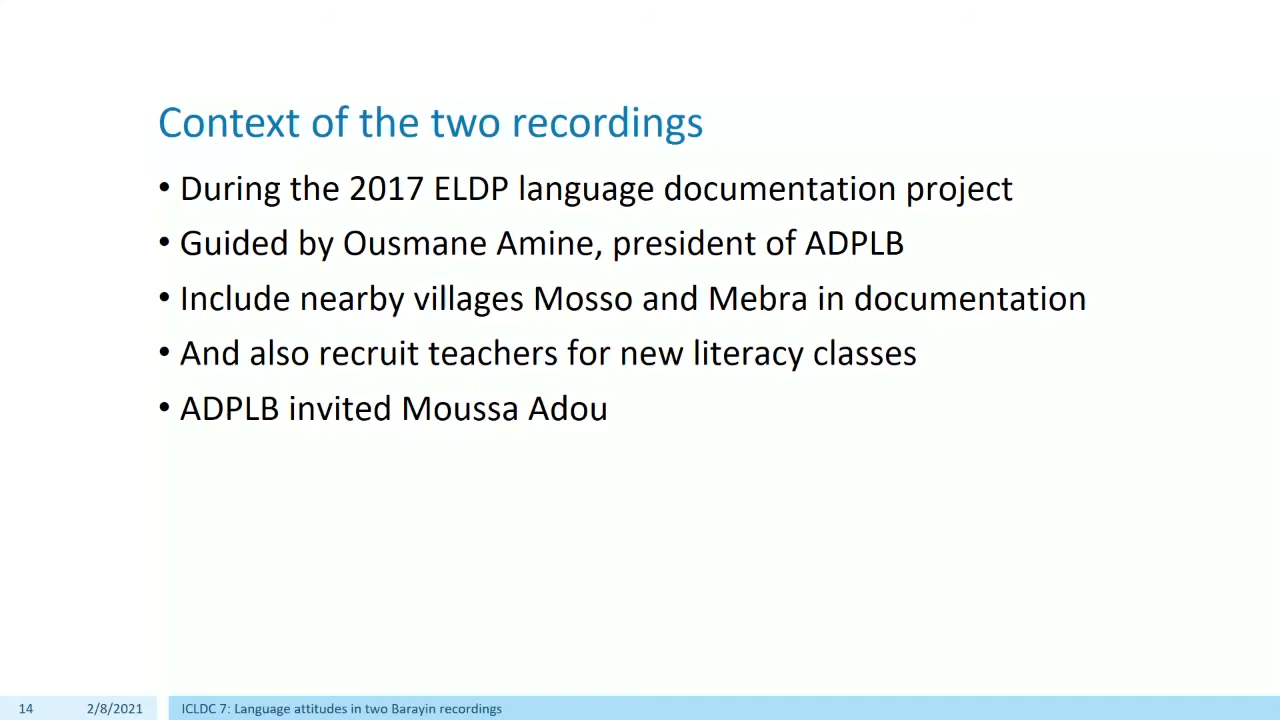 Context of the two recordings
• During the 2017 ELDP language documentation project
• Guided by Ousmane Amine, president of ADPLB
• Include nearby villages Mosso and Mebra in documentation
• And also recruit teachers for new literacy classes
• ADPLB invited Moussa Adou
14 2/8/2021 ICLDC 7: Language attitudes in two Barayin recordings